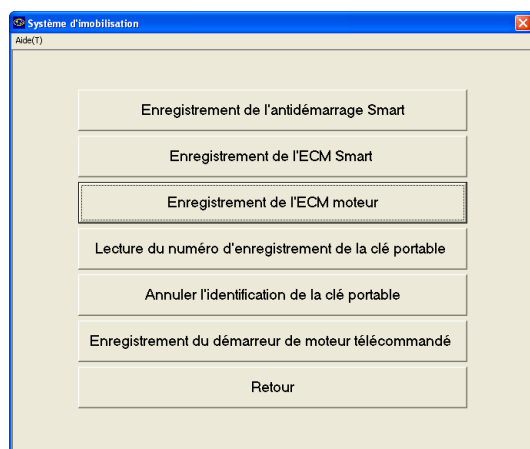 Système d'imobilisation
Aide(T)
Enregistrement de l'antidémarrage Smart
Enregistrement de l'ECM Smart
Enregistrement de l'ECM moteur
Lecture du numéro d'enregistrement de la clé portable
Annuler l'identification de la clé portable
Enregistrement du démarreur de moteur télécommandé
Retour